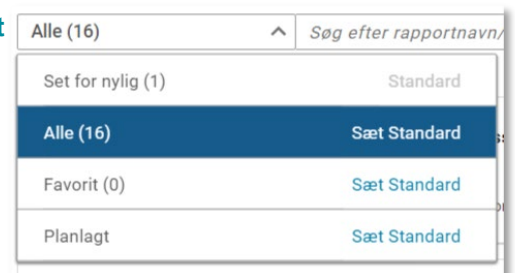 t
Alle (16) Søg efter rapportnavn/
Set for nylig (1) Standard
Alle (16) Sæt Standard
Favorit (0) Sæt Standard
Planlagt Sæt Standard